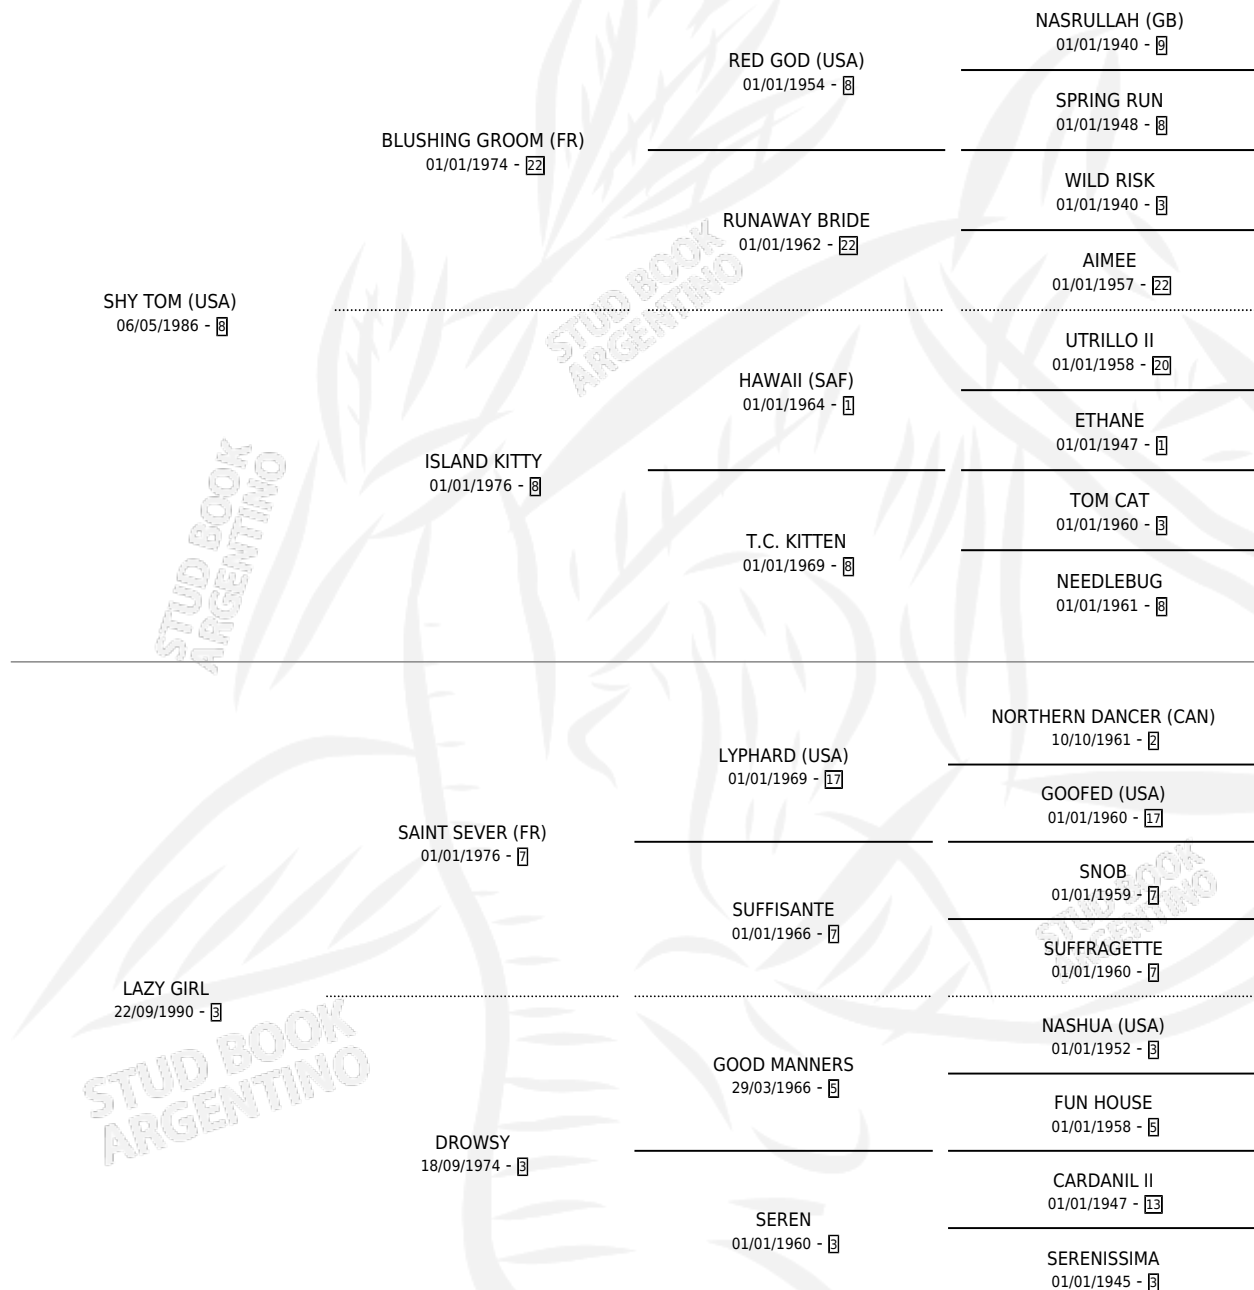 NASRULLAH (GB)
01/01/1940 - 9
RED GOD (USA)
01/01/1954 - 8
SPRING RUN
01/01/1948 - 8
BLUSHING GROOM (FR)
01/01/1974 - 22
WILD RISK
01/01/1940 - 3
RUNAWAY BRIDE
01/01/1962 - 22
AIMEE
01/01/1957 - 22
SHY TOM (USA)
06/05/1986 - 8
UTRILLO II
01/01/1958 - 20
HAWAII (SAF)
01/01/1964 - 1
ETHANE
01/01/1947 - 1
ISLAND KITTY
01/01/1976 - 8
TOM CAT
01/01/1960 - 3
T.C. KITTEN
01/01/1969 - 8
NEEDLEBUG
01/01/1961 - 8
STUD BOOK
ARGENTINO
STUD BOOK
ARGENTINO
NORTHERN DANCER (CAN)
10/10/1961 - 2
LYPHARD (USA)
01/01/1969 - 17
GOOFED (USA)
01/01/1960 - 17
SAINT SEVER (FR)
01/01/1976 - 7
SNOB
01/01/1959 - 7
SUFFISANTE
01/01/1966 - 7
SUFFRAGETTE
01/01/1960 - 7
LAZY GIRL
22/09/1990 - 3
NASHUA (USA)
01/01/1952 - 3
GOOD MANNERS
29/03/1966 - 5
FUN HOUSE
01/01/1958 - 5
DROWSY
18/09/1974 - 3
CARDANIL II
01/01/1947 - 13
SEREN
01/01/1960 - 3
SERENISSIMA
01/01/1945 - 3
STUD BOOK
ARGENTINO
STUD BOOK
ARGENTINO